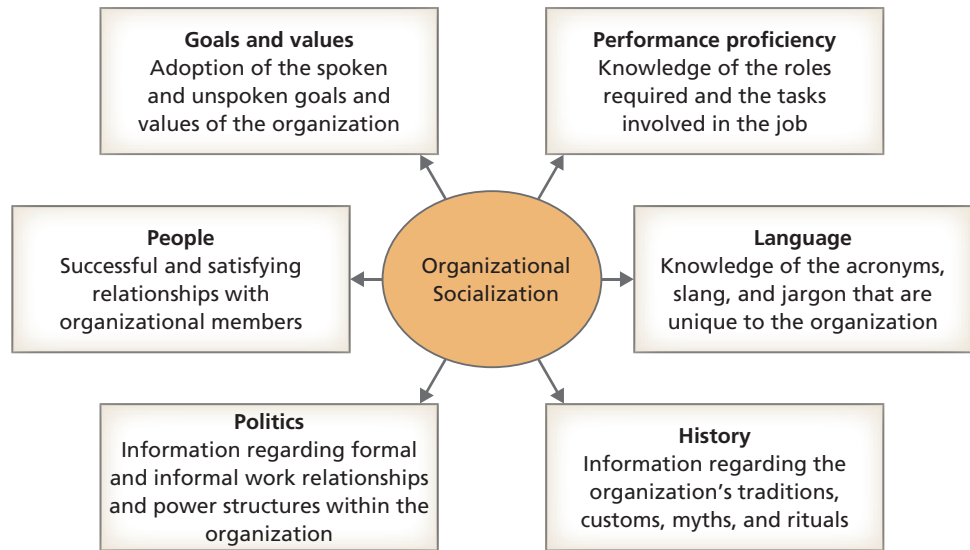 Goals and values
Adoption of the spoken
and unspoken goals and
values of the organization
Performance proficiency
Knowledge of the roles
required and the tasks
involved in the job
People
Successful and satisfying
relationships with
organizational members
Organizational
Socialization
Language
Knowledge of the acronyms,
slang, and jargon that are
unique to the organization
Politics
Information regarding formal
and informal work relationships
and power structures within the
organization
History
Information regarding the
organization’s traditions,
customs, myths, and rituals